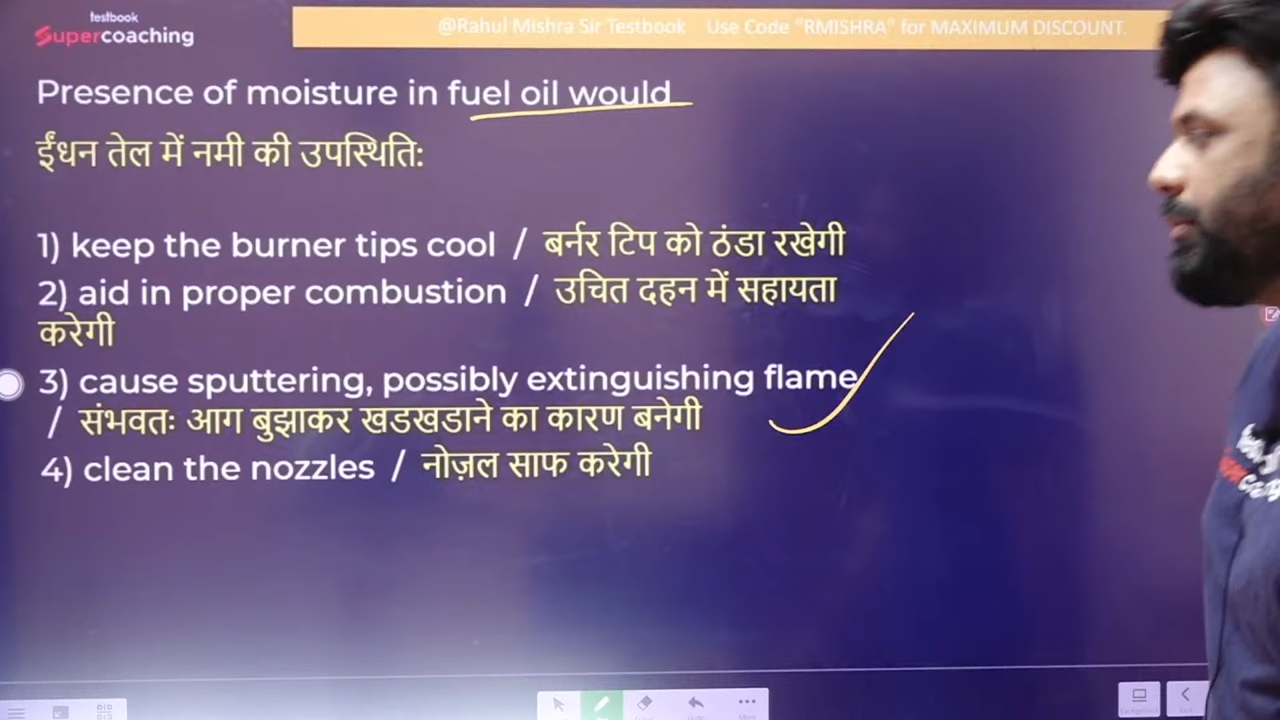 testbook
Supercoaching
@Rahul Mishra Sir Testbook Use Code "RMISHRA" for MAXIMUM DISCOUNT.
Presence of moisture in fuel oil would
ईंधन तेल में नमी की उपस्थिति:
1) keep the burner tips cool / बर्नर टिप को ठंडा रखेगी
2) aid in proper combustion / उचित दहन में सहायता
करेगी
3) cause sputtering, possibly extinguishing flame
/ संभवतः आग बुझाकर खडखडाने का कारण बनेगी
4) clean the nozzles / नोज़ल साफ करेगी